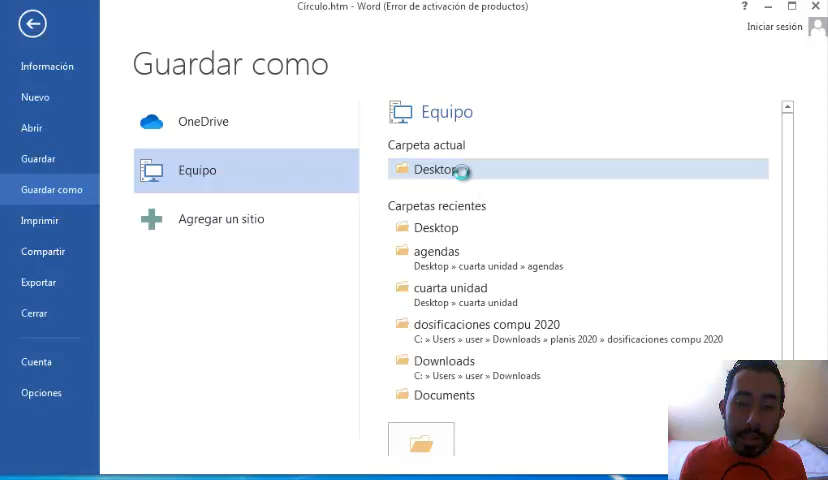 Círculo.htm - Word (Error de activación de productos)
Iniciar sesión
Información
Nuevo
Abrir
Guardar
Guardar como
Imprimir
Compartir
Exportar
Cerrar
Cuenta
Opciones
Guardar como
OneDrive
Equipo
Agregar un sitio
Equipo
Carpeta actual
Desktop
Carpetas recientes
Desktop
agendas
Desktop » cuarta unidad » agendas
cuarta unidad
Desktop » cuarta unidad
dosificaciones compu 2020
C: » Users » user » Downloads » planis 2020 » dosificaciones compu 2020
Downloads
C: » Users » user » Downloads
Documents